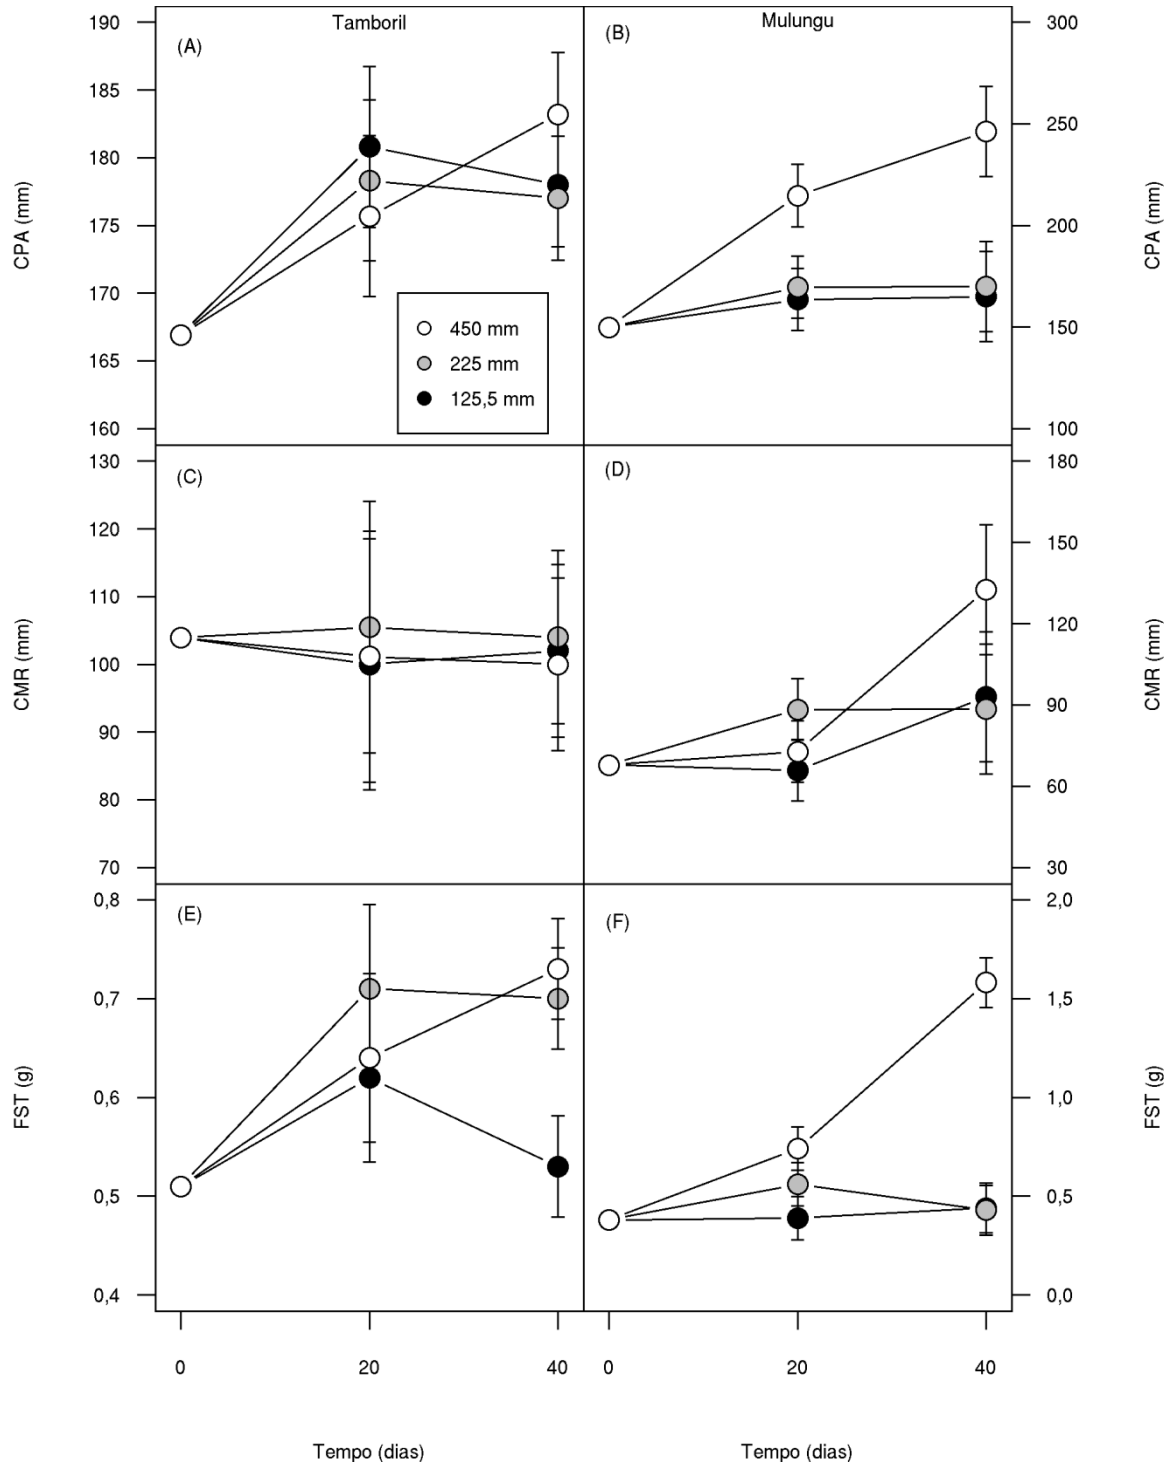 Tamboril
Mulungu
(A)
(B)
190
185
180
175
170
165
160
CPA (mm)
300
250
200
150
100
CPA (mm)
450 mm
225 mm
125,5 mm
(C)
(D)
130
120
110
100
90
80
70
CMR (mm)
180
150
120
90
60
30
CMR (mm)
(E)
(F)
0,8
0,7
0,6
0,5
0,4
FST (g)
2,0
1,5
1,0
0,5
0,0
FST (g)
0 20 40
0 20 40
Tempo (dias)
Tempo (dias)